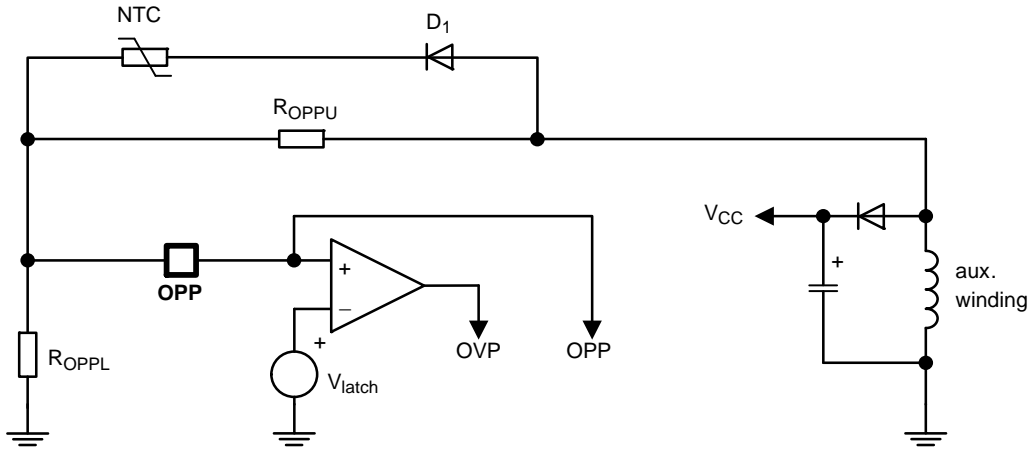 NTC
D1
ROPPU
VCC
+
aux.
winding
OPP
+
−
+
Vlatch
OVP
OPP
ROPPL